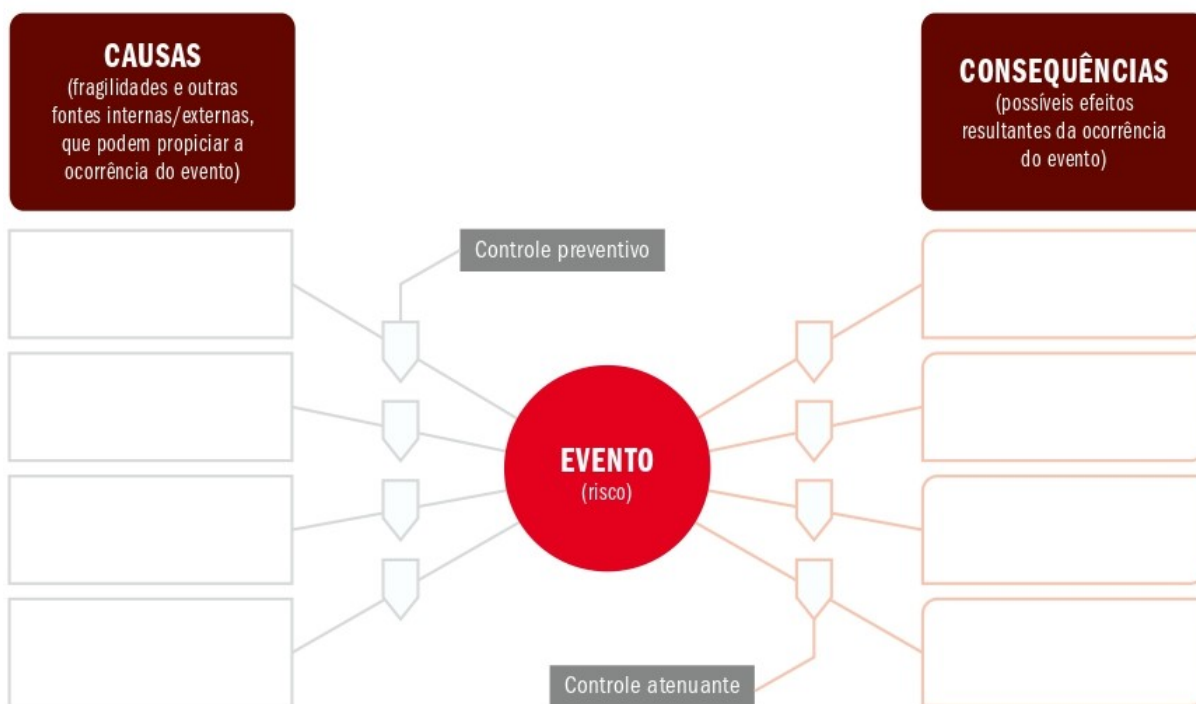 CAUSAS
(fragilidades e outras
fontes internas/externas,
que podem propiciar a
ocorrência do evento)
CONSEQUÊNCIAS
(possíveis efeitos
resultantes da ocorrência
do evento)
Controle preventivo
EVENTO
(risco)
Controle atenuante